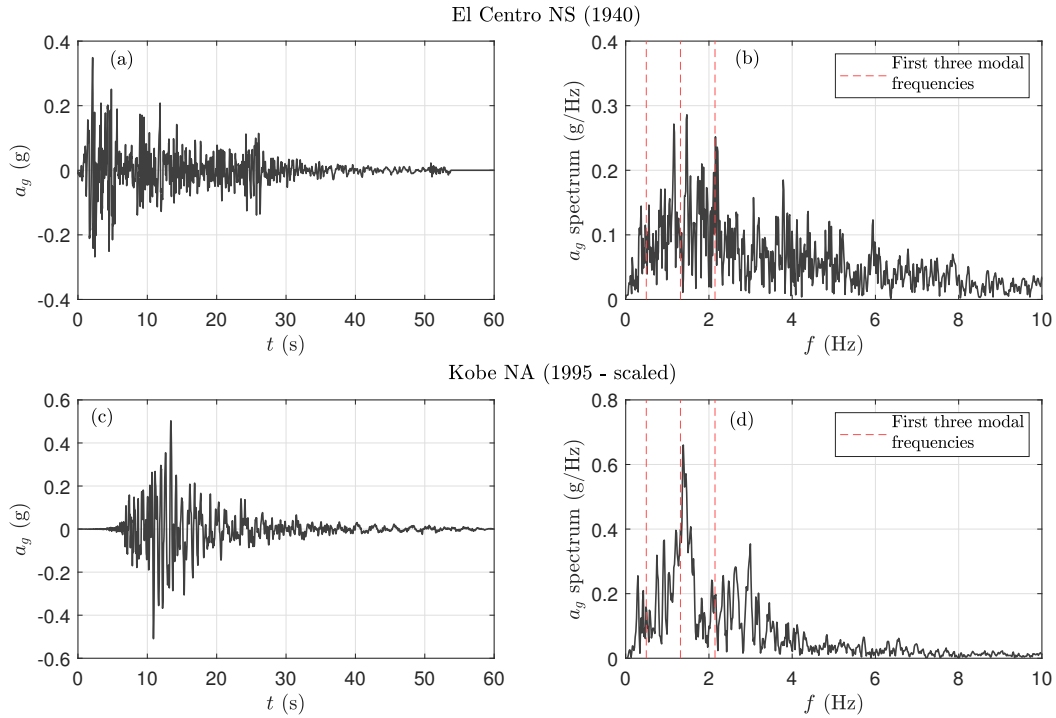 El Centro NS (1940)
0.4
0.2
0
-0.2
-0.4
a_g (g)
(a)
0 10 20 30 40 50 60
t (s)
0.4
0.3
0.2
0.1
0
a_g spectrum (g/Hz)
(b)
First three modal
frequencies
0 2 4 6 8 10
f (Hz)
Kobe NA (1995 - scaled)
0.6
0.4
0.2
0
-0.2
-0.4
-0.6
a_g (g)
(c)
0 10 20 30 40 50 60
t (s)
0.8
0.6
0.4
0.2
0
a_g spectrum (g/Hz)
(d)
First three modal
frequencies
0 2 4 6 8 10
f (Hz)